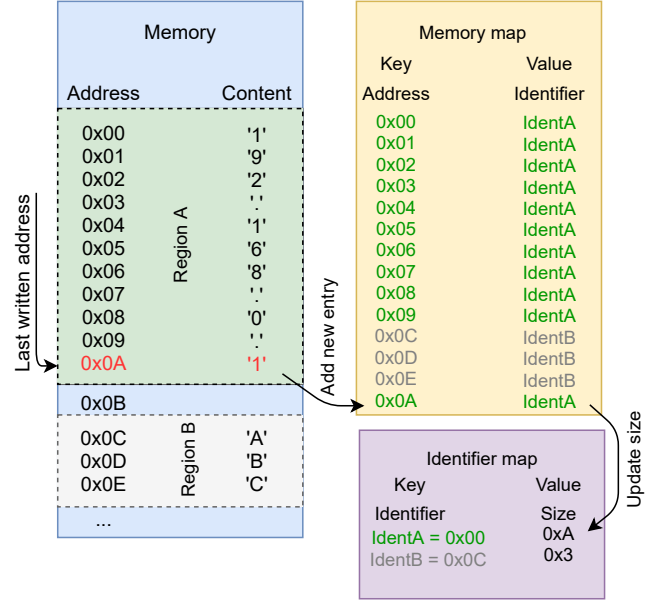 Memory
Address Content
0x00 '1'
0x01 '9'
0x02 '2'
0x03 '.'
0x04 '1'
0x05 '6'
0x06 '8'
0x07 '.'
0x08 '0'
0x09 '.'
0x0A '1'
Region A
0x0B
0x0C 'A'
0x0D 'B'
0x0E 'C'
Region B
...
Last written address
Add new entry
Memory map
Key Value
Address Identifier
0x00 IdentA
0x01 IdentA
0x02 IdentA
0x03 IdentA
0x04 IdentA
0x05 IdentA
0x06 IdentA
0x07 IdentA
0x08 IdentA
0x09 IdentA
0x0C IdentB
0x0D IdentB
0x0E IdentB
0x0A IdentA
Update size
Identifier map
Key Value
Identifier Size
IdentA = 0x00 0xA
IdentB = 0x0C 0x3